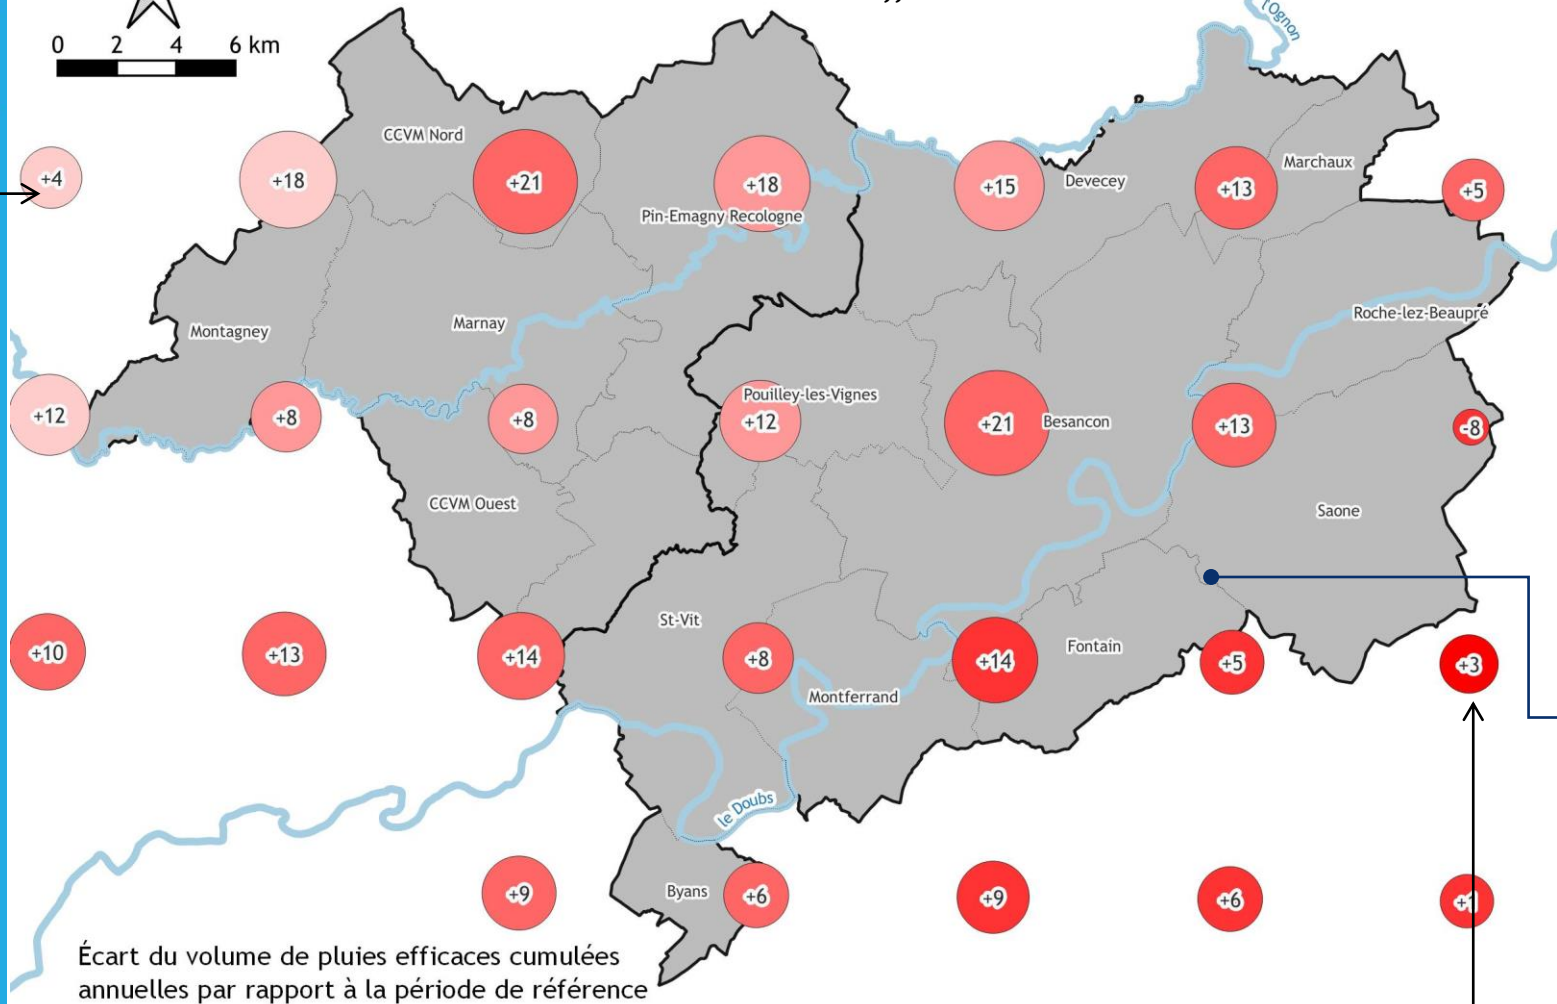 „
0 2 4 6 km
l'Ognon
CCVM Nord
Marchaux
+4
+18
+21
+18
+15
Devecey
+13
+5
Pin-Emagny Recologne
Montagney
Marnay
Roche-lez-Beaupré
Pouilley-les-Vignes
+12
+8
+8
+12
+21
Besancon
+13
-8
CCVM Ouest
Saone
St-Vit
Fontain
+10
+13
+14
+8
+14
+5
+3
Montferrand
le Doubs
Byans
+9
+6
+9
+6
+1
Écart du volume de pluies efficaces cumulées
annuelles par rapport à la période de référence